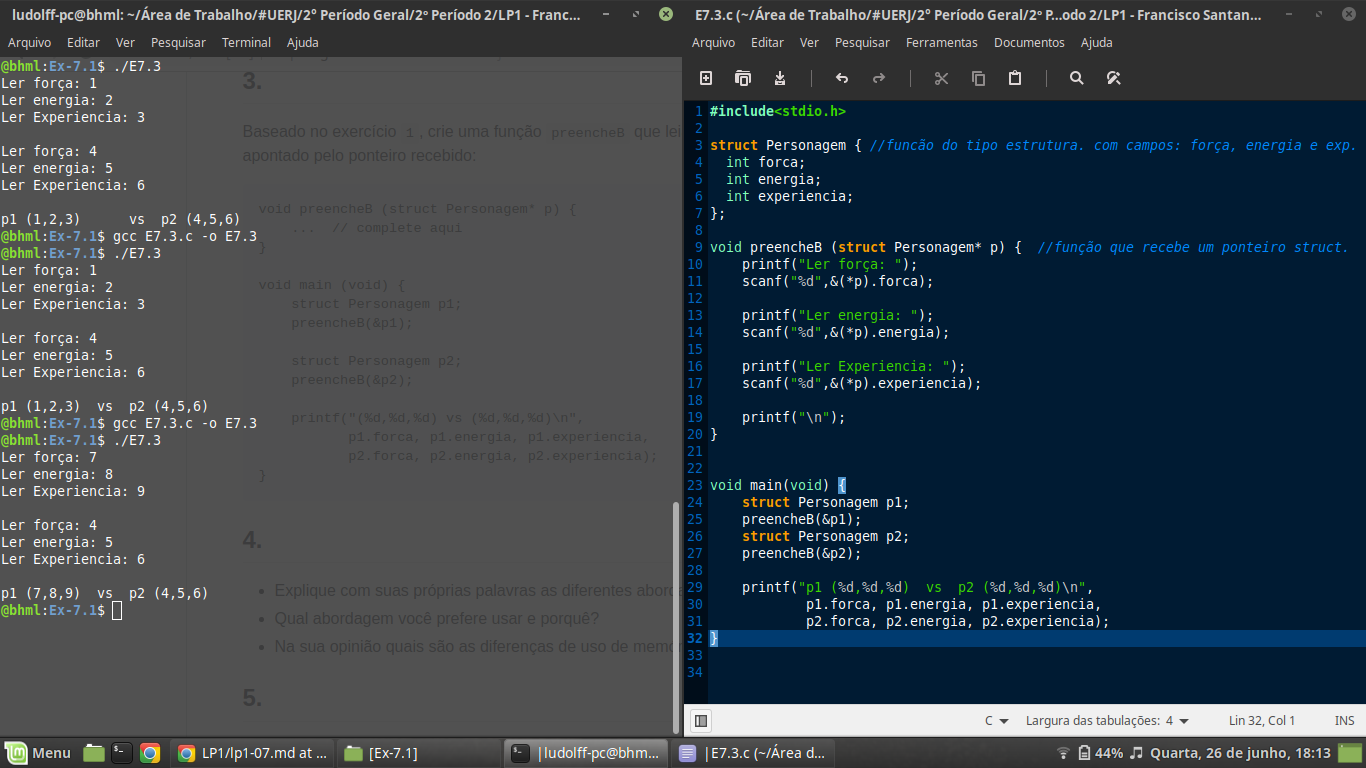 ludolff-pc@bhml: ~/Área de Trabalho/#UERJ/2° Período Geral/2º Período 2/LP1 - Franc...
Arquivo Editar Ver Pesquisar Terminal Ajuda
@bhml:Ex-7.1$ ./E7.3
Ler força: 1
Ler energia: 2
Ler Experiencia: 3
Ler força: 4
Ler energia: 5
Ler Experiencia: 6
p1 (1,2,3)      vs  p2 (4,5,6)
@bhml:Ex-7.1$ gcc E7.3.c -o E7.3
@bhml:Ex-7.1$ ./E7.3
Ler força: 1
Ler energia: 2
Ler Experiencia: 3
Ler força: 4
Ler energia: 5
Ler Experiencia: 6
p1 (1,2,3)  vs  p2 (4,5,6)
@bhml:Ex-7.1$ gcc E7.3.c -o E7.3
@bhml:Ex-7.1$ ./E7.3
Ler força: 7
Ler energia: 8
Ler Experiencia: 9
Ler força: 4
Ler energia: 5
Ler Experiencia: 6
p1 (7,8,9)  vs  p2 (4,5,6)
@bhml:Ex-7.1$
3.
Baseado no exercício 1, crie uma função preencheB que lei
apontado pelo ponteiro recebido:
void preencheB (struct Personagem* p) {
    ...  // complete aqui
}
void main (void) {
    struct Personagem p1;
    preencheB(&p1);
    struct Personagem p2;
    preencheB(&p2);
    printf("(%d,%d,%d) vs (%d,%d,%d)\n",
           p1.forca, p1.energia, p1.experiencia,
           p2.forca, p2.energia, p2.experiencia);
}
4.
• Explique com suas próprias palavras as diferentes abord
• Qual abordagem você prefere usar e porquê?
• Na sua opinião quais são as diferenças de uso de memo
5.
E7.3.c (~/Área de Trabalho/#UERJ/2° Período Geral/2º P...odo 2/LP1 - Francisco Santan...
Arquivo Editar Ver Pesquisar Ferramentas Documentos Ajuda
1 #include<stdio.h>
2
3 struct Personagem { //funcão do tipo estrutura. com campos: força, energia e exp.
4   int forca;
5   int energia;
6   int experiencia;
7 };
8
9 void preencheB (struct Personagem* p) {  //função que recebe um ponteiro struct.
10     printf("Ler força: ");
11     scanf("%d",&(*p).forca);
12
13     printf("Ler energia: ");
14     scanf("%d",&(*p).energia);
15
16     printf("Ler Experiencia: ");
17     scanf("%d",&(*p).experiencia);
18
19     printf("\n");
20 }
21
22
23 void main(void) {
24     struct Personagem p1;
25     preencheB(&p1);
26     struct Personagem p2;
27     preencheB(&p2);
28
29     printf("p1 (%d,%d,%d)  vs  p2 (%d,%d,%d)\n",
30             p1.forca, p1.energia, p1.experiencia,
31             p2.forca, p2.energia, p2.experiencia);
32 }
33
34
C Largura das tabulações: 4 Lin 32, Col 1 INS
Menu LP1/lp1-07.md at ... [Ex-7.1] |ludolff-pc@bhm... |E7.3.c (~/Área d... 44% Quarta, 26 de junho, 18:13